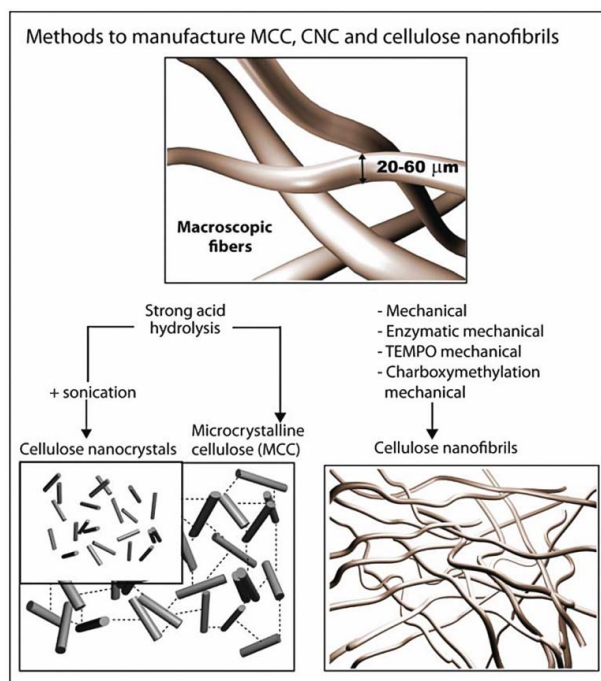 Methods to manufacture MCC, CNC and cellulose nanofibrils
20-60 μm
Macroscopic
fibers
Strong acid
hydrolysis
+ sonication
Cellulose nanocrystals
Microcrystalline
cellulose (MCC)
- Mechanical
- Enzymatic mechanical
- TEMPO mechanical
- Charboxymethylation
mechanical
Cellulose nanofibrils